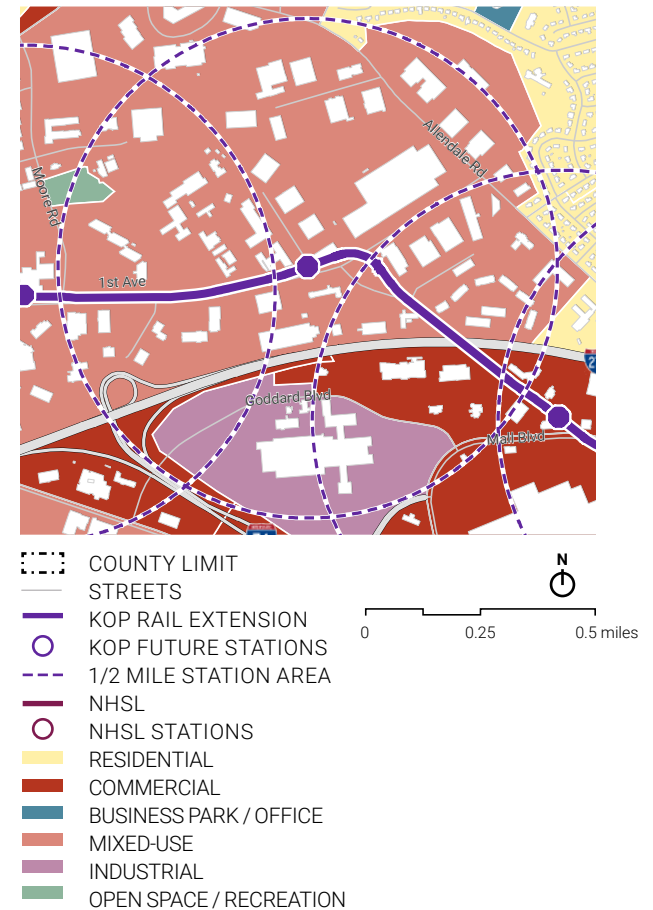 Allendale Rd
Moore Rd
1st Ave
Goddard Blvd
Mall Blvd
COUNTY LIMIT
STREETS
KOP RAIL EXTENSION
KOP FUTURE STATIONS
1/2 MILE STATION AREA
NHSL
NHSL STATIONS
RESIDENTIAL
COMMERCIAL
BUSINESS PARK / OFFICE
MIXED-USE
INDUSTRIAL
OPEN SPACE / RECREATION
N
0 0.25 0.5 miles